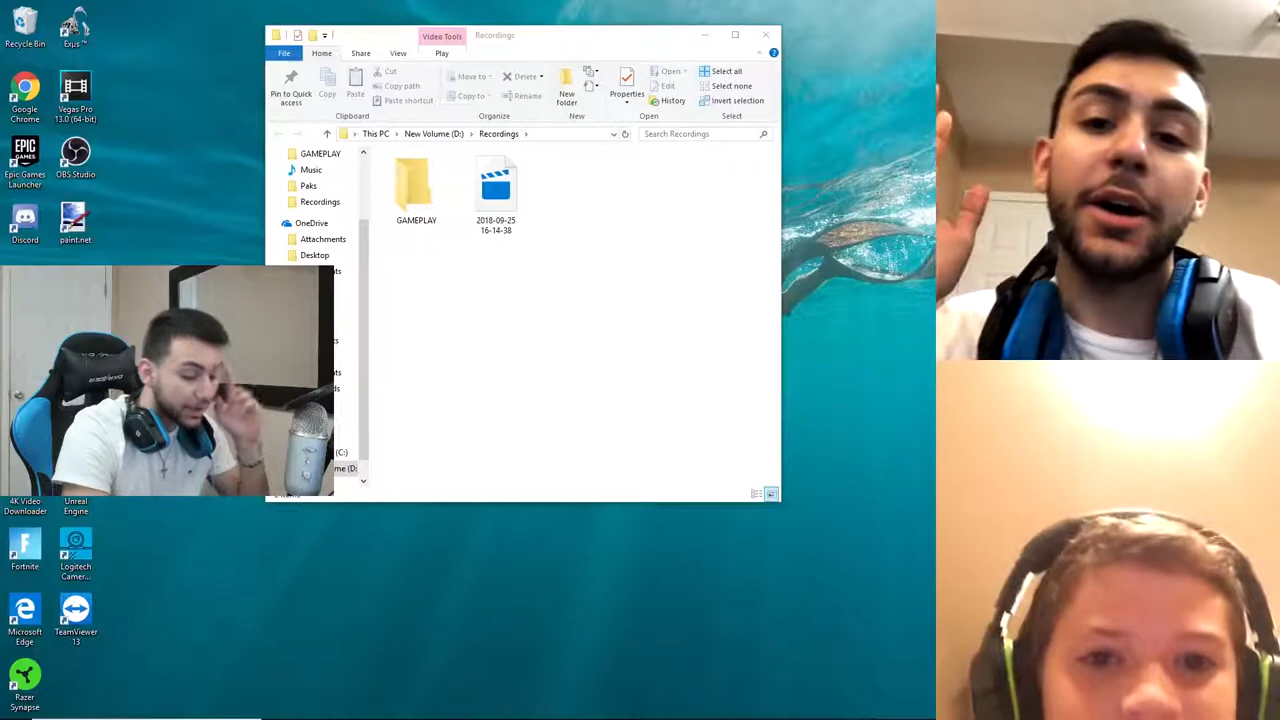 Recycle Bin
Exus ™
Google Chrome
Vegas Pro 13.0 (64-bit)
Epic Games Launcher
OBS Studio
Discord
paint.net
4K Video Downloader
Unreal Engine
Fortnite
Logitech Camer...
Microsoft Edge
TeamViewer 13
Razer Synapse
Video Tools
Recordings
File
Home
Share
View
Play
Pin to Quick access
Copy
Paste
Cut
Copy path
Paste shortcut
Clipboard
Move to
Copy to
Delete
Rename
Organize
New folder
New
Properties
Open
Edit
History
Open
Select all
Select none
Invert selection
Select
This PC
New Volume (D:)
Recordings
Search Recordings
GAMEPLAY
Music
Paks
Recordings
OneDrive
Attachments
Desktop
(C:)
me (D:
GAMEPLAY
2018-09-25 16-14-38
EPIC GAMES
F